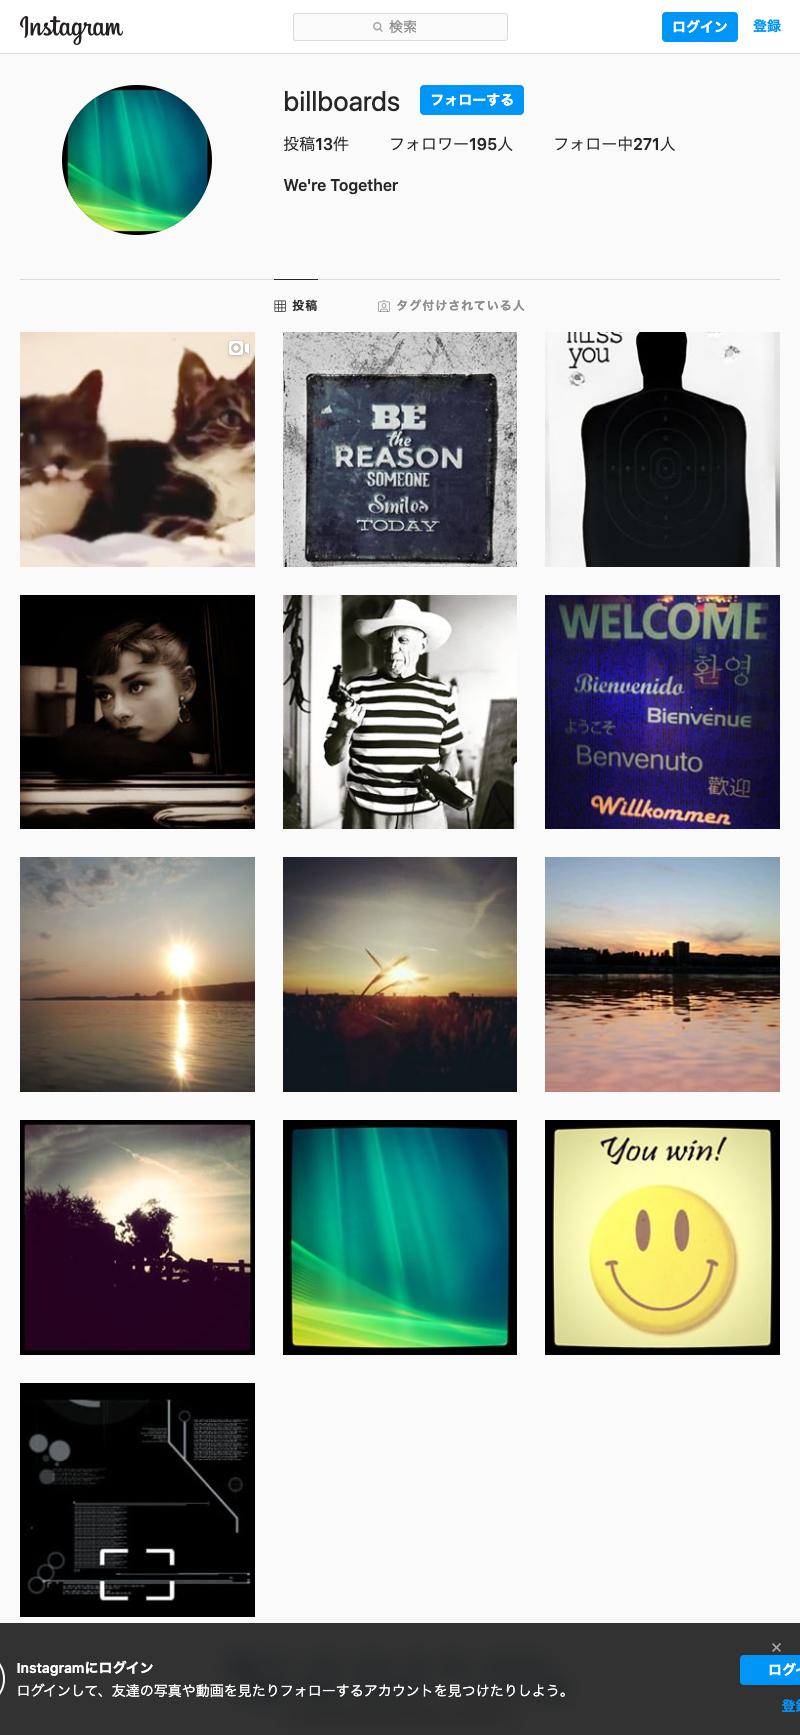 Instagram
検索
ログイン
登録
billboards
フォローする
投稿13件 フォロワー195人 フォロー中271人
We're Together
投稿
タグ付けされている人
BE
the
REASON
SOMEONE
Smiles
TODAY
miss
you
WELCOME
환영
Bienvenido
Bienvenue
ようこそ
Benvenuto
歡迎
Willkommen
You win!
Instagramにログイン
ログインして、友達の写真や動画を見たりフォローするアカウントを見つけたりしよう。